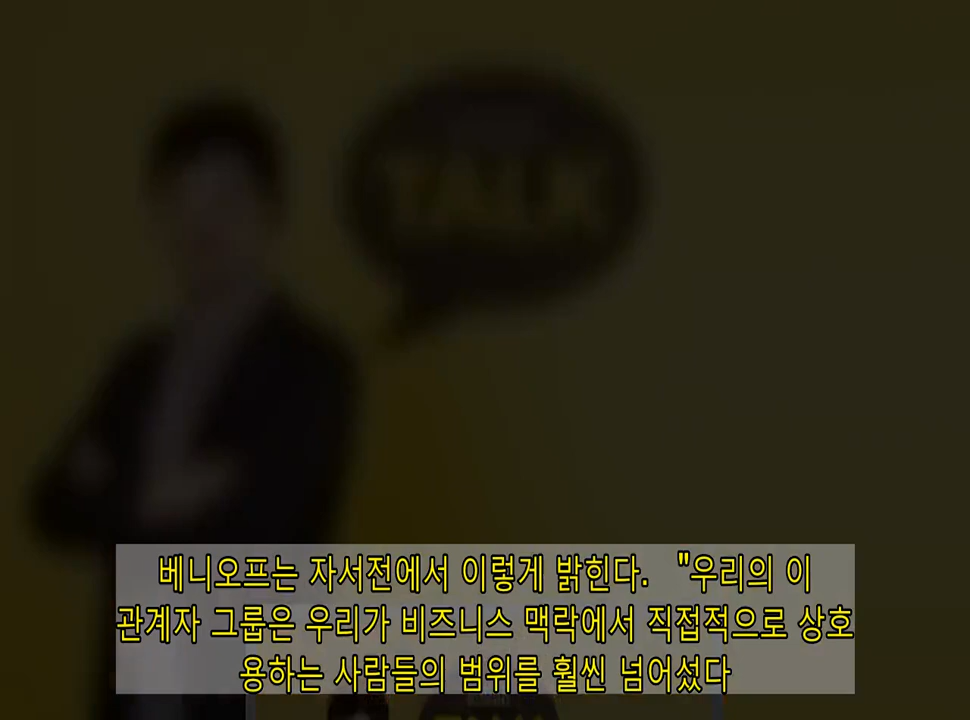 TALK
베니오프는 자서전에서 이렇게 밝힌다. "우리의 이
관계자 그룹은 우리가 비즈니스 맥락에서 직접적으로 상호
용하는 사람들의 범위를 훨씬 넘어섰다